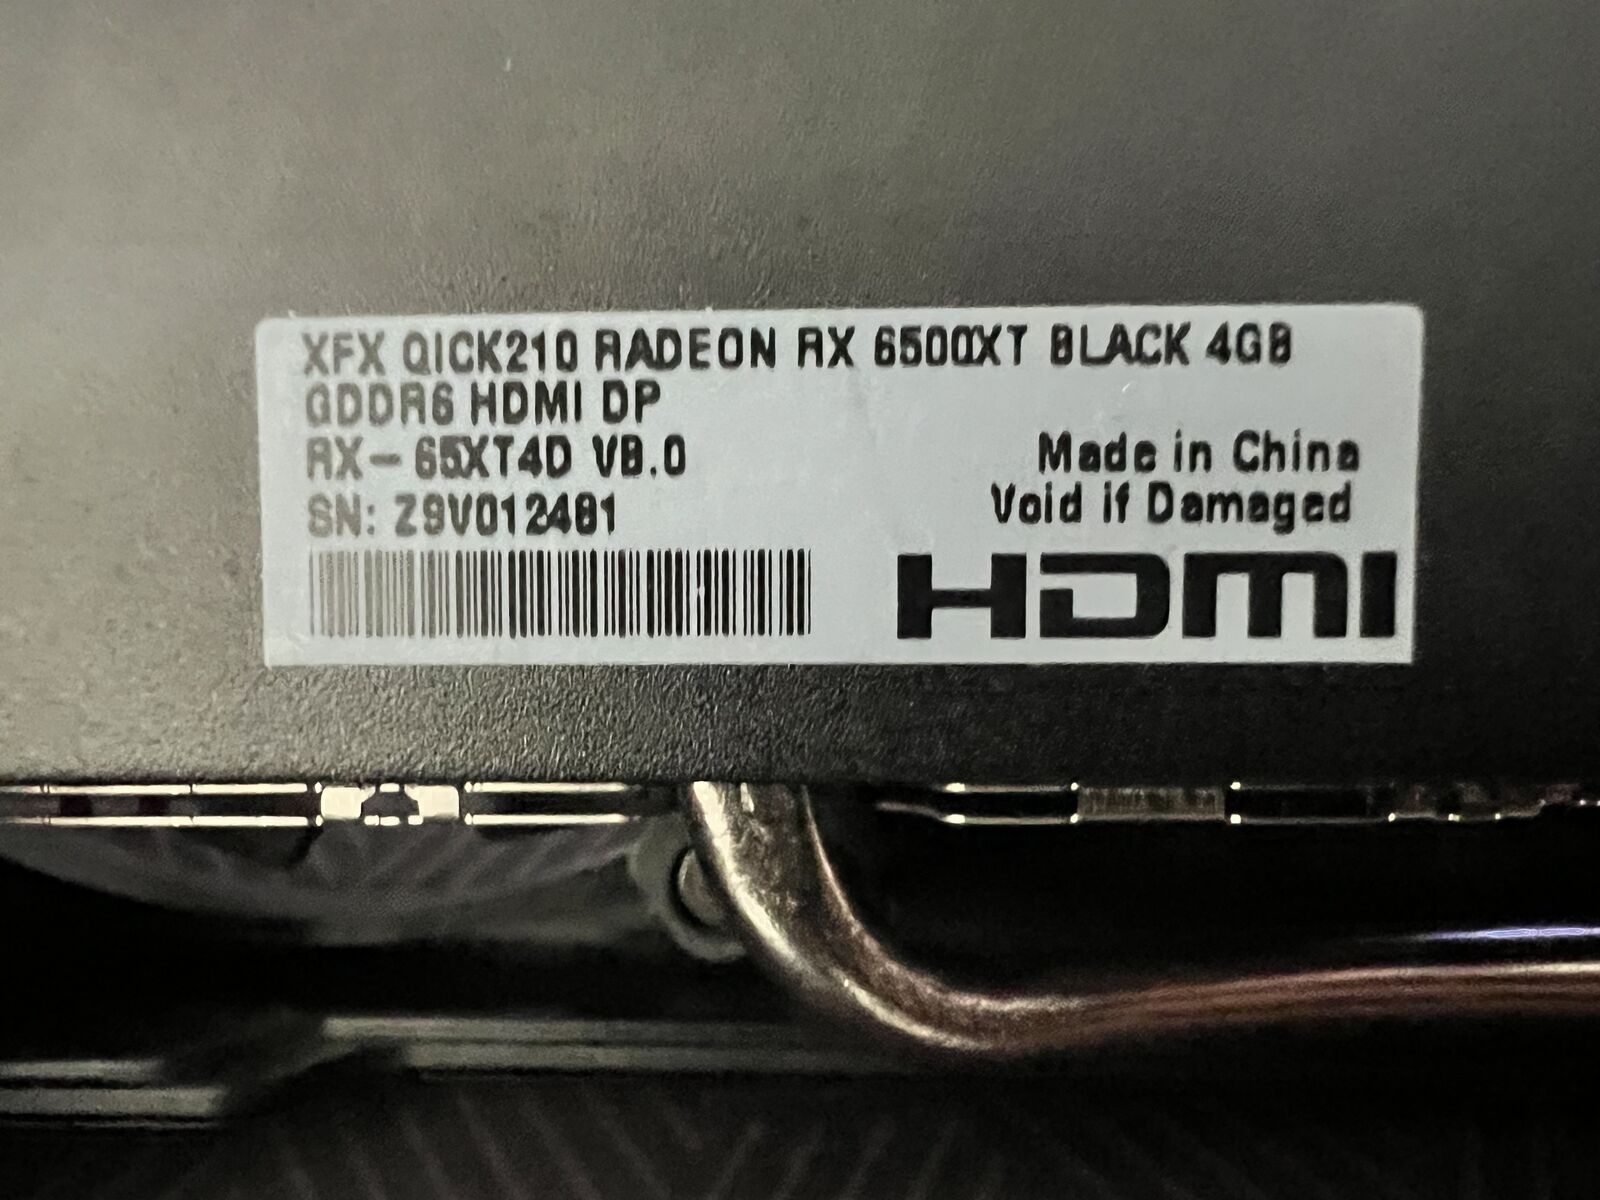 XFX QICK210 RADEON RX 6500XT BLACK 4GB
GDDR6 HDMI DP
RX-65XT4D VB.0
SN: Z9V012481
Made in China
Void if Damaged
HDMI